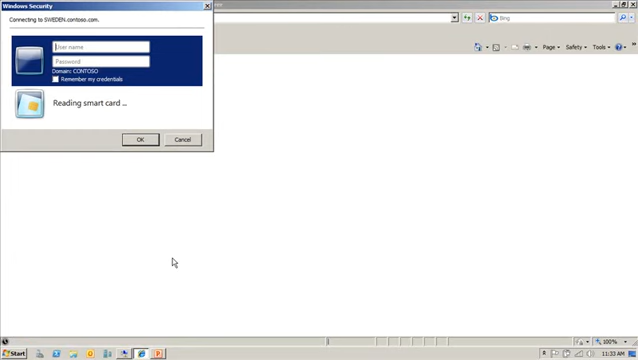 Windows Security
Connecting to SWEDEN.contoso.com.
User name
Password
Domain: CONTOSO
Remember my credentials
Reading smart card ...
OK
Cancel
Bing
Page
Safety
Tools
Start
100%
11:33 AM